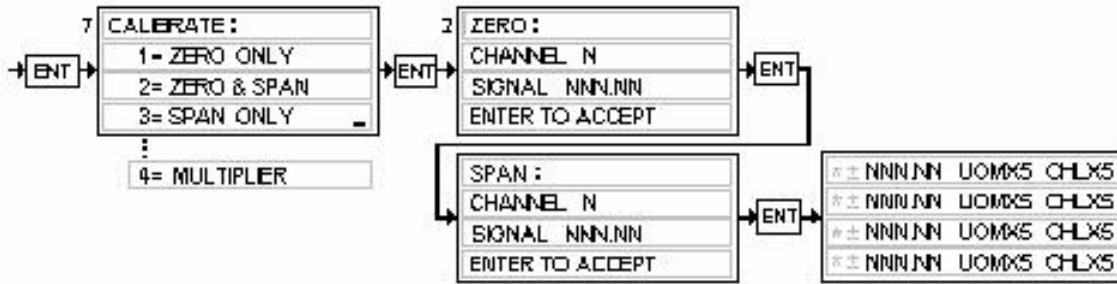 7 CALIBRATE:
1= ZERO ONLY
2= ZERO & SPAN
3= SPAN ONLY _
4= MULTIPLIER
ENT
ENT
2 ZERO:
CHANNEL N
SIGNAL NNN.NN
ENTER TO ACCEPT
ENT
SPAN:
CHANNEL N
SIGNAL NNN.NN
ENTER TO ACCEPT
ENT
*± NNN.NN UOMX5 CHLX5
*± NNN.NN UOMX5 CHLX5
*± NNN.NN UOMX5 CHLX5
*± NNN.NN UOMX5 CHLX5